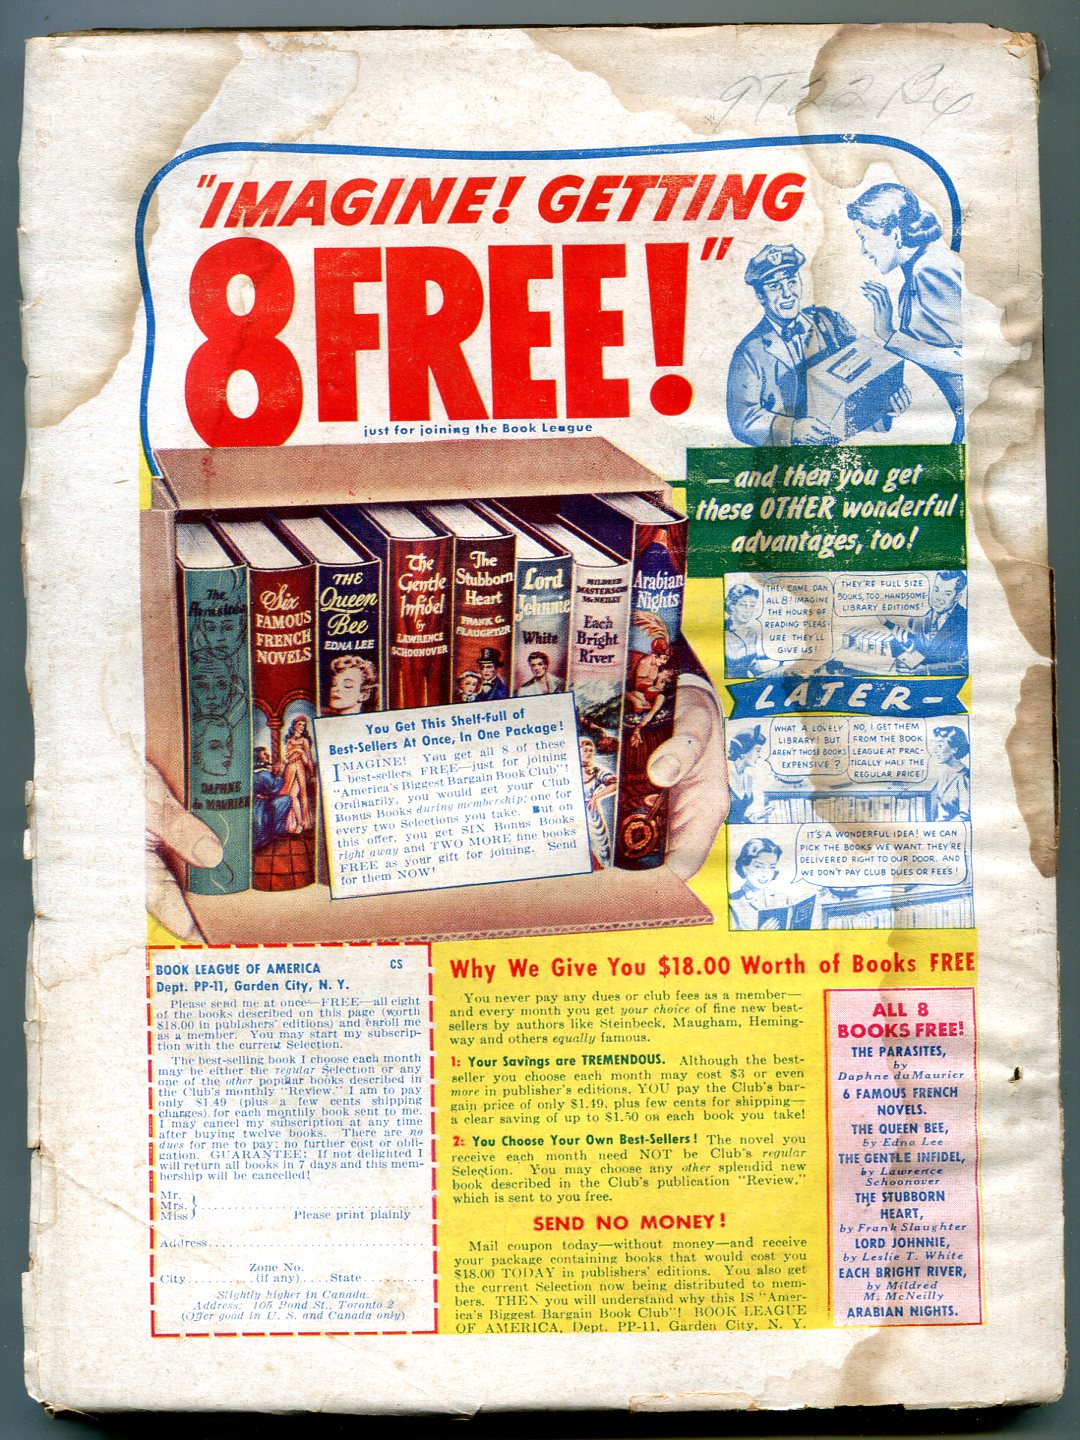 "IMAGINE! GETTING
8 FREE!"
just for joining the Book League
— and then you get
these OTHER wonderful
advantages, too!
THEY CAME, DAN.
ALL 8! IMAGINE
THE HOURS OF
READING PLEAS-
URE THEY'LL
GIVE US!
THEY'RE FULL SIZE
BOOKS, TOO. HANDSOME
LIBRARY EDITIONS!
LATER—
WHAT A LOVELY
LIBRARY! BUT
AREN'T THOSE BOOKS
EXPENSIVE?
NO, I GET THEM
FROM THE BOOK
LEAGUE AT PRAC-
TICALLY HALF THE
REGULAR PRICE!
IT'S A WONDERFUL IDEA! WE CAN
PICK THE BOOKS WE WANT. THEY'RE
DELIVERED RIGHT TO OUR DOOR. AND
WE DON'T PAY CLUB DUES OR FEES!
The
Parasites
DAPHNE
du MAURIER
Six
FAMOUS
FRENCH
NOVELS
THE
Queen
Bee
EDNA LEE
The
Gentle
Infidel
by
LAWRENCE
SCHOONOVER
The
Stubborn
Heart
FRANK G.
SLAUGHTER
Lord
Johnnie
White
MILDRED
MASTERSON
McNEILLY
Each
Bright
River
Arabian
Nights
You Get This Shelf-Full of
Best-Sellers At Once, In One Package!
IMAGINE! You get all 8 of these
best-sellers FREE—just for joining
"America's Biggest Bargain Book Club"!
Ordinarily, you would get your Club
Bonus Books during membership: one for
every two Selections you take. But on
this offer, you get SIX Bonus Books
right away and TWO MORE fine books
FREE as your gift for joining. Send
for them NOW!
BOOK LEAGUE OF AMERICA CS
Dept. PP-11, Garden City, N. Y.
Please send me at once—FREE—all eight
of the books described on this page (worth
$18.00 in publishers' editions) and enroll me
as a member. You may start my subscrip-
tion with the current Selection.
The best-selling book I choose each month
may be either the regular Selection or any
one of the other popular books described in
the Club's monthly "Review." I am to pay
only $1.49 (plus a few cents shipping
charges) for each monthly book sent to me.
I may cancel my subscription at any time
after buying twelve books. There are no
dues for me to pay; no further cost or obli-
gation. GUARANTEE: If not delighted I
will return all books in 7 days and this mem-
bership will be cancelled!
Mr.
Mrs.
Miss
Please print plainly
Address
Zone No.
City (if any) State
Slightly higher in Canada.
Address: 105 Bond St., Toronto 2
(Offer good in U. S. and Canada only)
Why We Give You $18.00 Worth of Books FREE
You never pay any dues or club fees as a member—
and every month you get your choice of fine new best-
sellers by authors like Steinbeck, Maugham, Heming-
way and others equally famous.
1: Your Savings are TREMENDOUS. Although the best-
seller you choose each month may cost $3 or even
more in publisher's editions, YOU pay the Club's bar-
gain price of only $1.49, plus few cents for shipping—
a clear saving of up to $1.50 on each book you take!
2: You Choose Your Own Best-Sellers! The novel you
receive each month need NOT be Club's regular
Selection. You may choose any other splendid new
book described in the Club's publication "Review,"
which is sent to you free.
SEND NO MONEY!
Mail coupon today—without money—and receive
your package containing books that would cost you
$18.00 TODAY in publishers' editions. You also get
the current Selection now being distributed to mem-
bers. THEN you will understand why this IS "Amer-
ica's Biggest Bargain Book Club"! BOOK LEAGUE
OF AMERICA, Dept. PP-11, Garden City, N. Y.
ALL 8
BOOKS FREE!
THE PARASITES,
by
Daphne duMaurier
6 FAMOUS FRENCH
NOVELS.
THE QUEEN BEE,
by Edna Lee
THE GENTLE INFIDEL,
by Lawrence
Schoonover
THE STUBBORN
HEART,
by Frank Slaughter
LORD JOHNNIE,
by Leslie T. White
EACH BRIGHT RIVER,
by Mildred
M. McNeilly
ARABIAN NIGHTS.